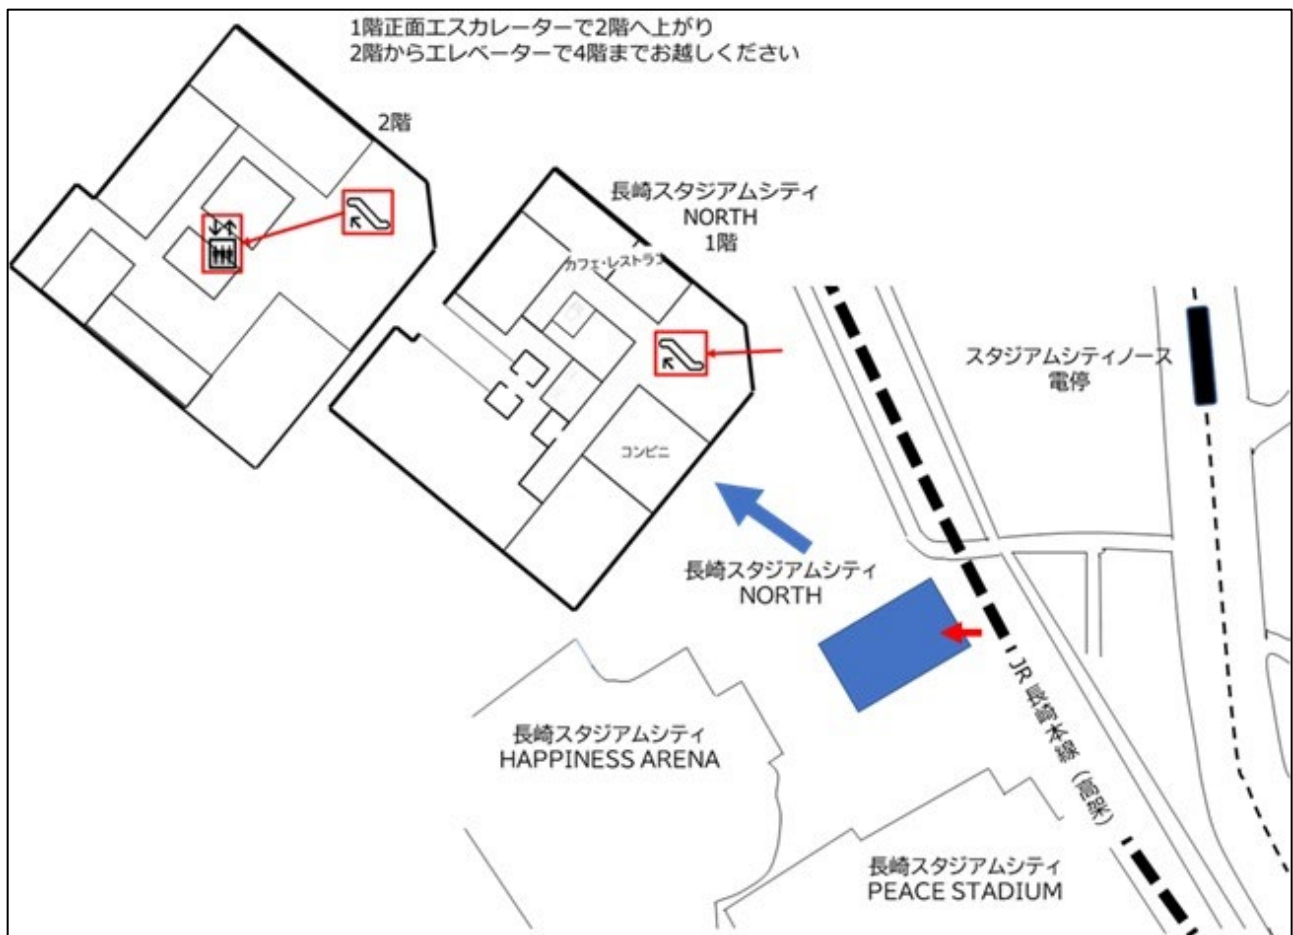 1階正面エスカレーターで2階へ上がり
2階からエレベーターで4階までお越しください
2階
長崎スタジアムシティ
NORTH
1階
カフェ・レストラン
コンビニ
スタジアムシティノース
電停
長崎スタジアムシティ
NORTH
JR長崎本線（高架）
長崎スタジアムシティ
HAPPINESS ARENA
長崎スタジアムシティ
PEACE STADIUM